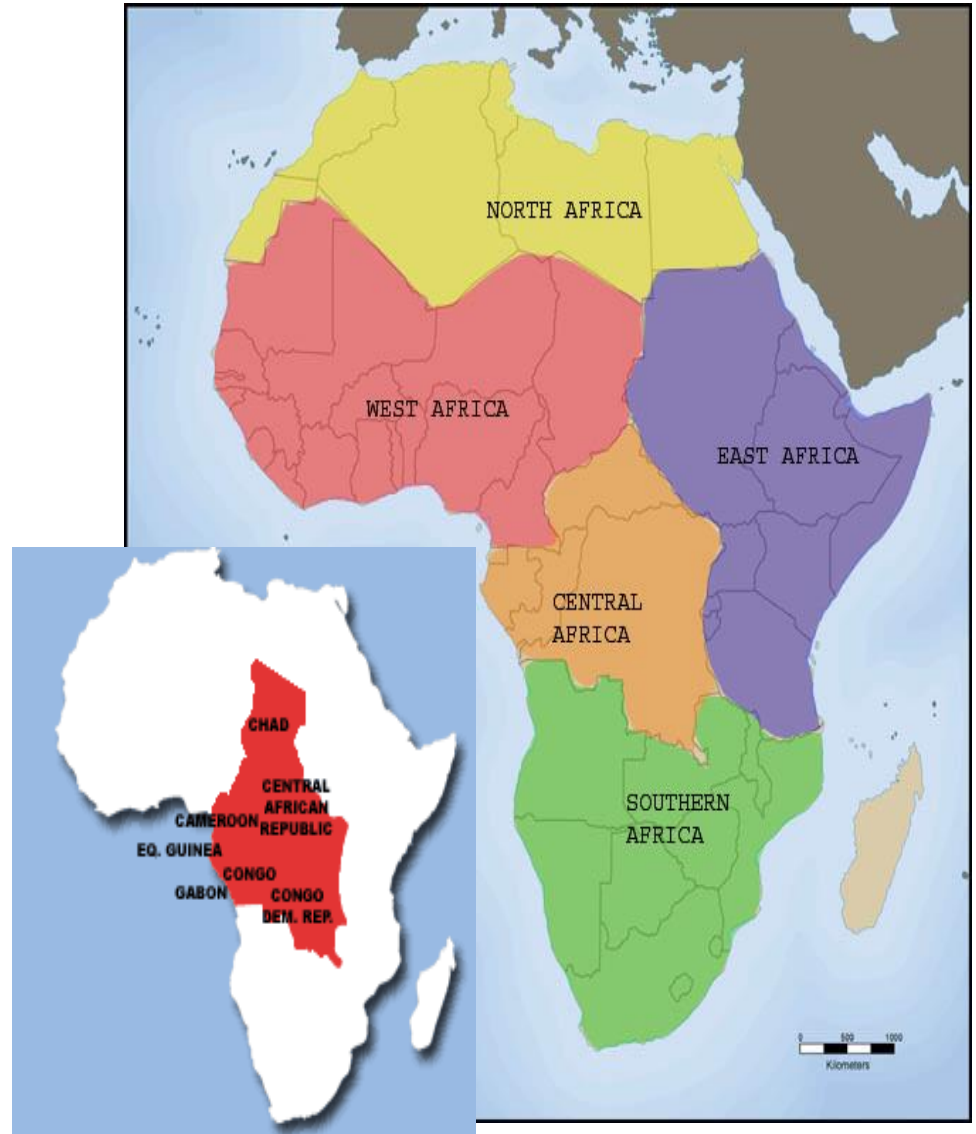 NORTH AFRICA
WEST AFRICA
EAST AFRICA
CENTRAL
AFRICA
SOUTHERN
AFRICA
0 500 1000
Kilometers
CHAD
CENTRAL
AFRICAN
REPUBLIC
CAMEROON
EQ. GUINEA
CONGO
GABON
CONGO
DEM. REP.